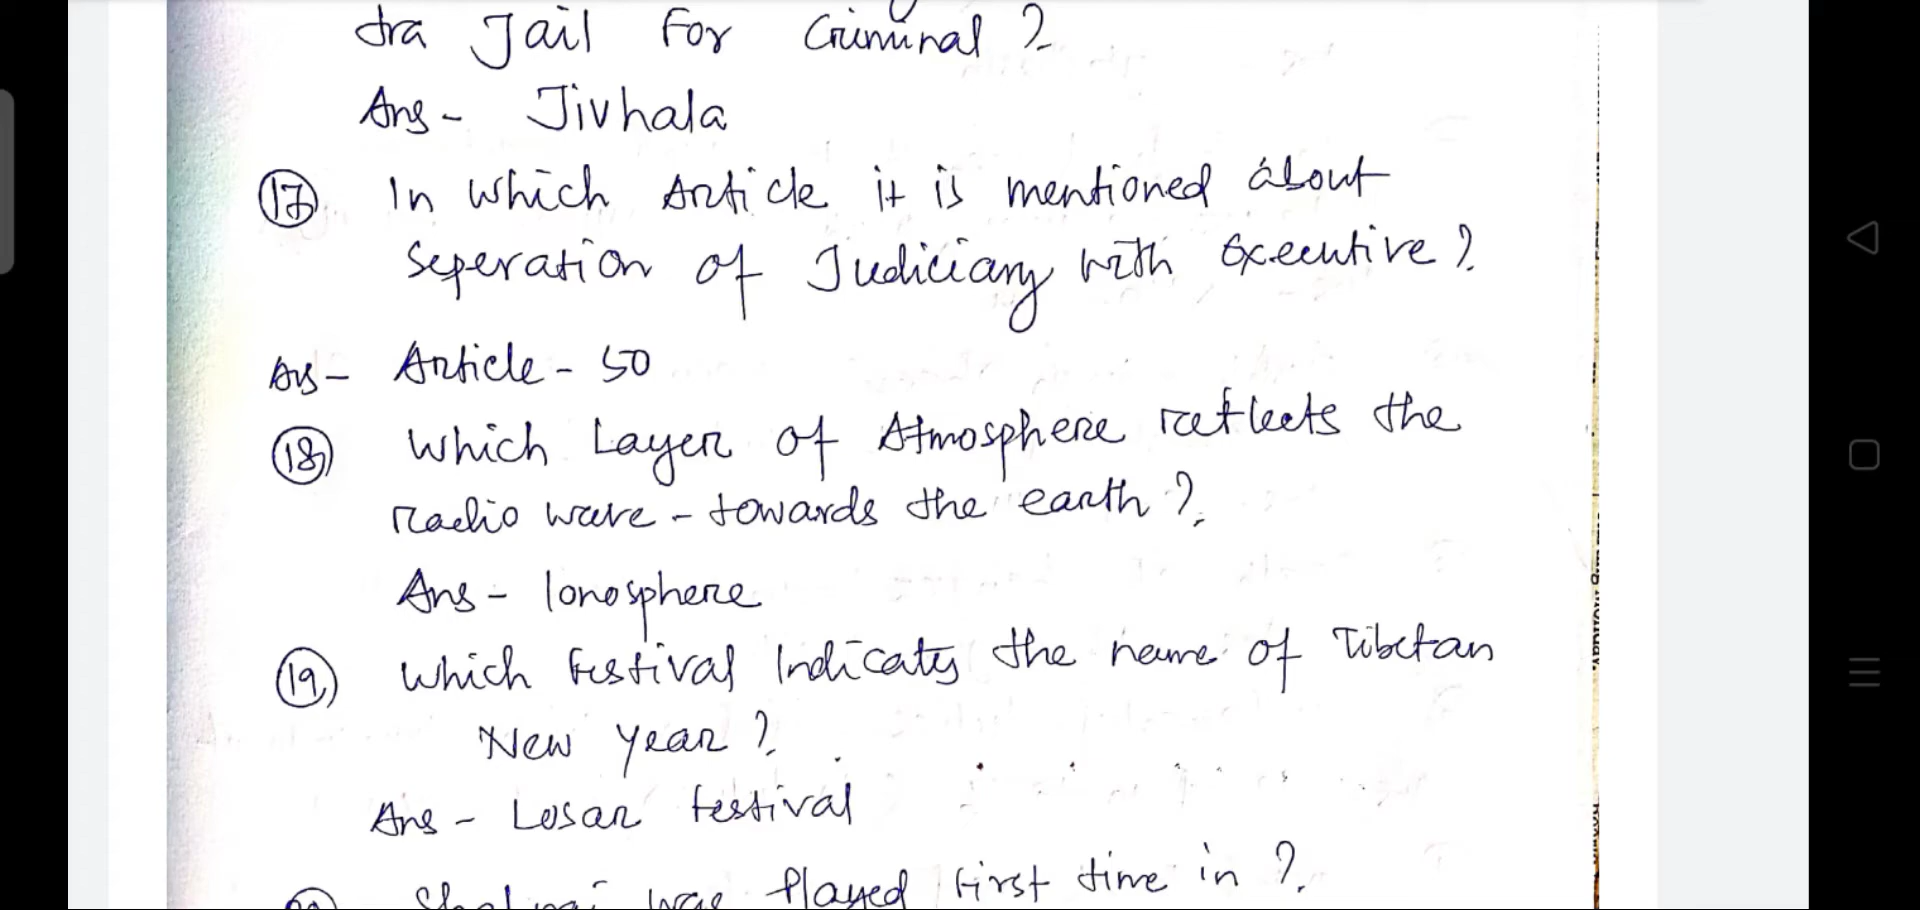 dra Jail For Criminal ?
Ans - Jivhala
17 In which Article it is mentioned about
Seperation of Judiciary with Executive ?
Ans - Article - 50
18 Which Layer of Atmosphere reflects the
radio wave - towards the earth ?
Ans - Ionosphere
19 Which festival Indicates the name of Tibetan
New Year ?
Ans - Losar festival
was Played First time in ?